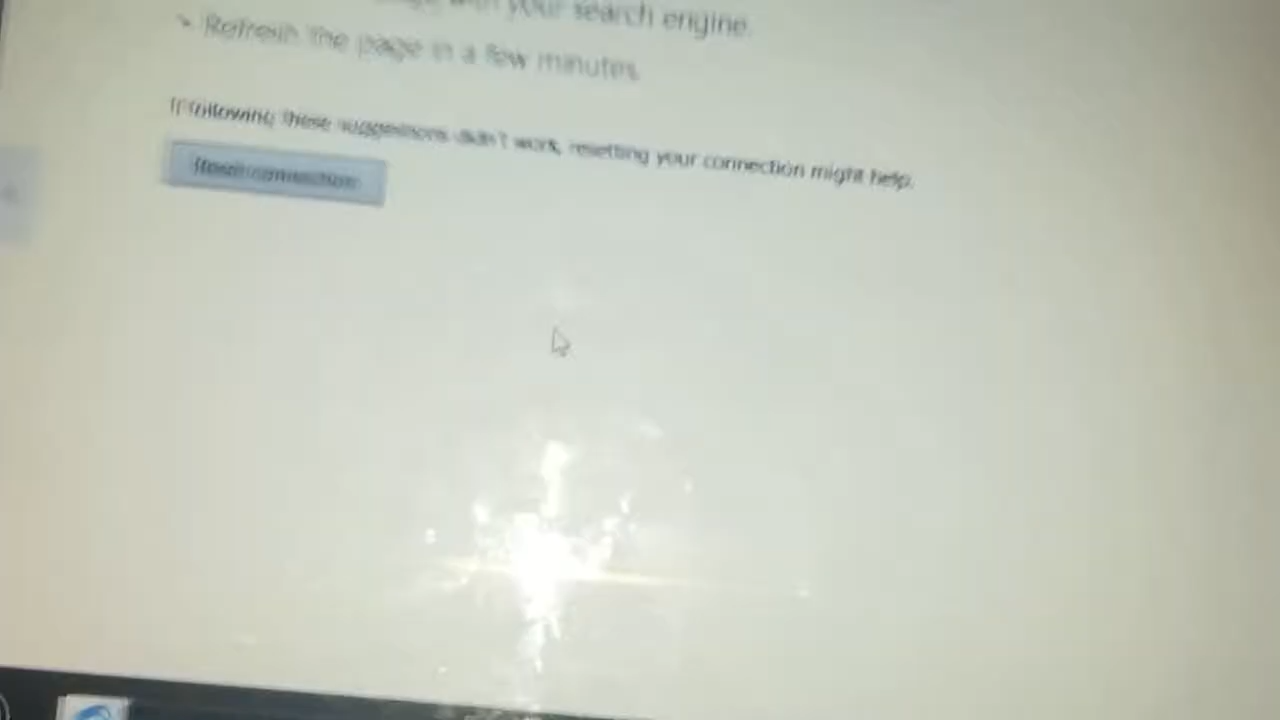 with your search engine.
Refresh the page in a few minutes.
If following these suggestions didn't work, resetting your connection might help.